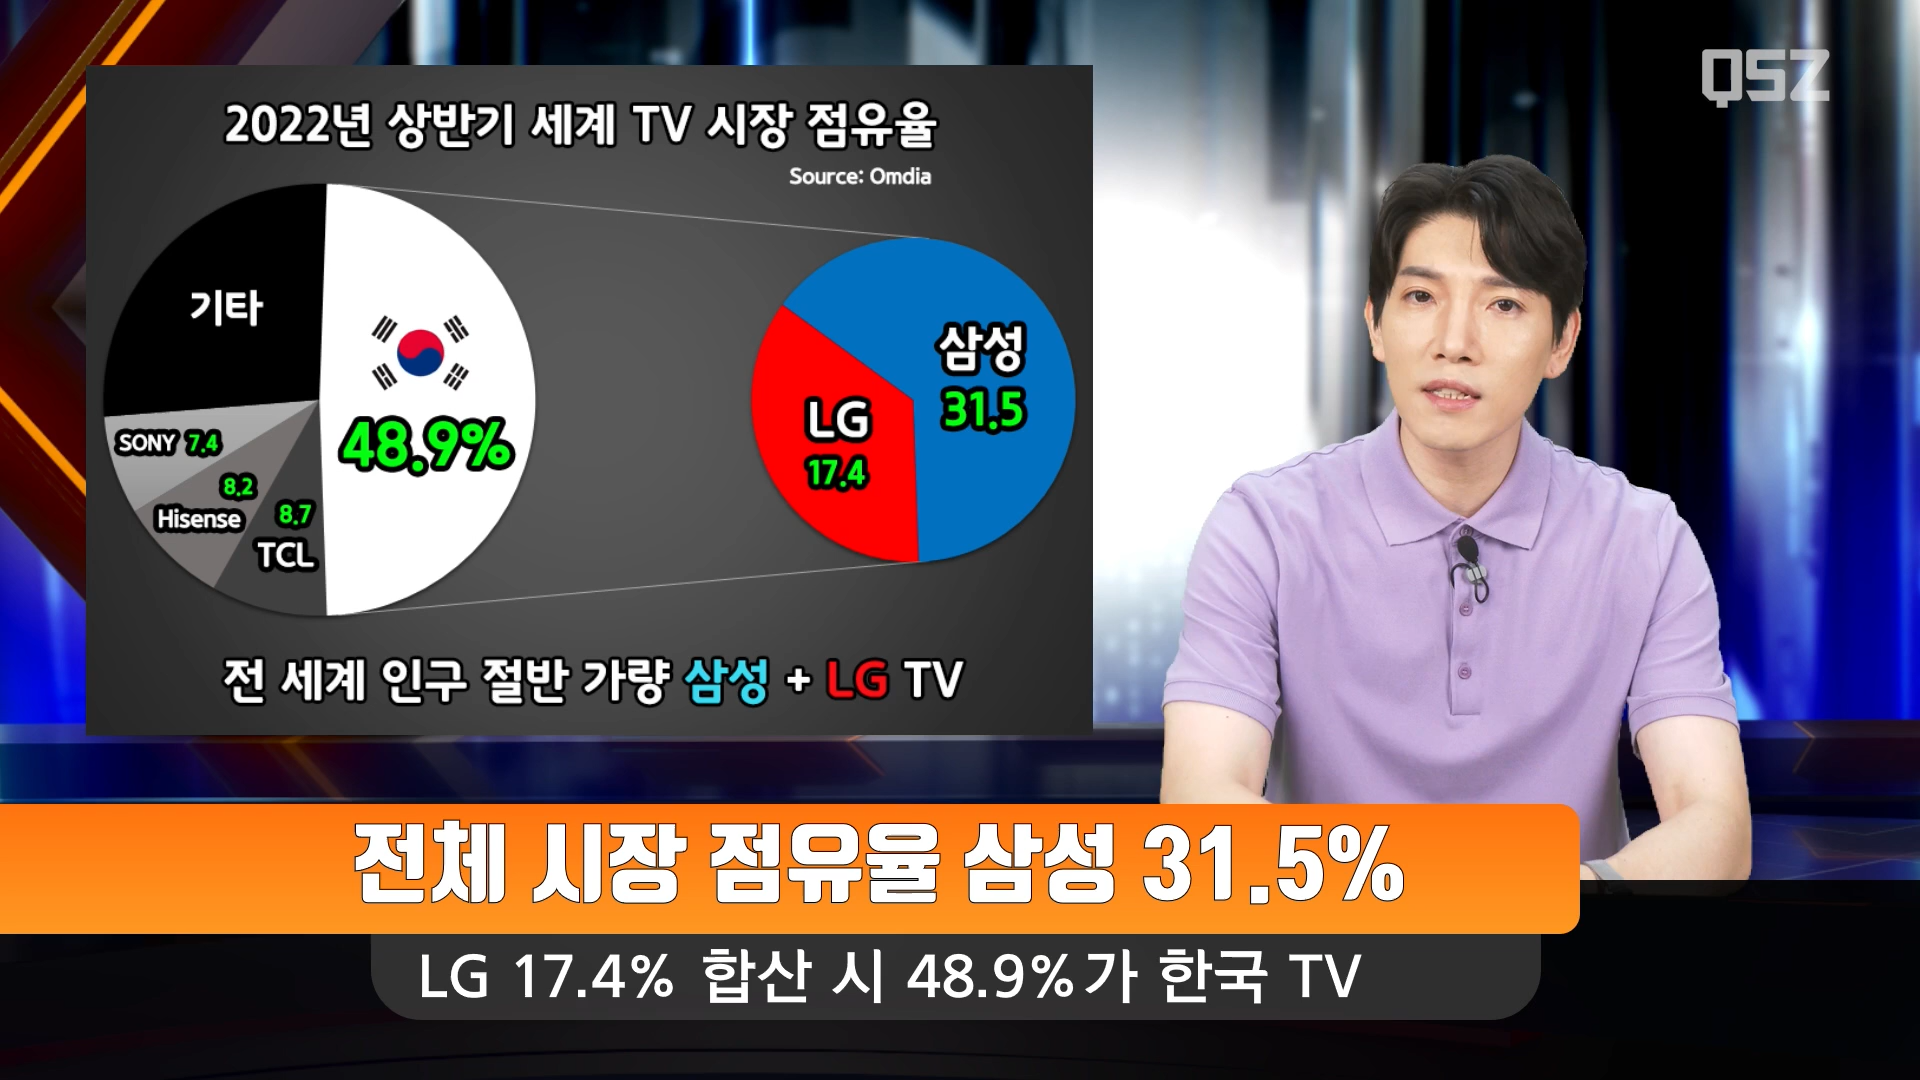 QSZ
2022년 상반기 세계 TV 시장 점유율
Source: Omdia
기타
48.9%
SONY 7.4
8.2
Hisense
8.7
TCL
삼성
31.5
LG
17.4
전 세계 인구 절반 가량 삼성 + LG TV
전체 시장 점유율 삼성 31.5%
LG 17.4% 합산 시 48.9%가 한국 TV